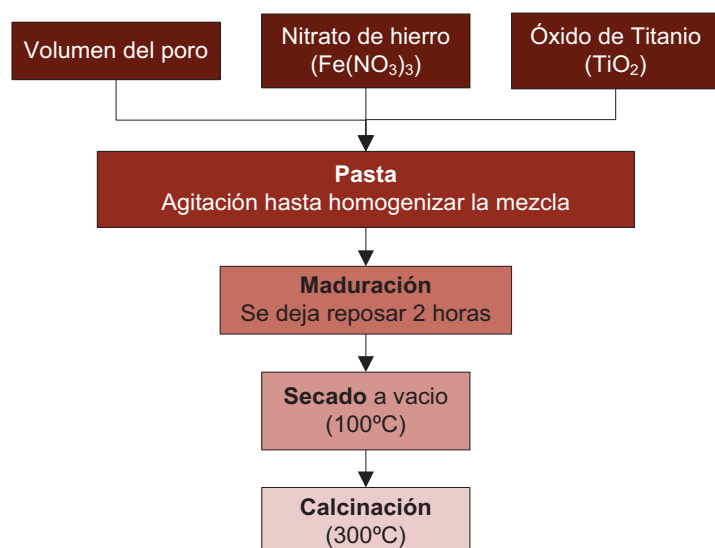 Volumen del poro
Nitrato de hierro
(Fe(NO₃)₃)
Óxido de Titanio
(TiO₂)
Pasta
Agitación hasta homogenizar la mezcla
Maduración
Se deja reposar 2 horas
Secado a vacio
(100ºC)
Calcinación
(300ºC)